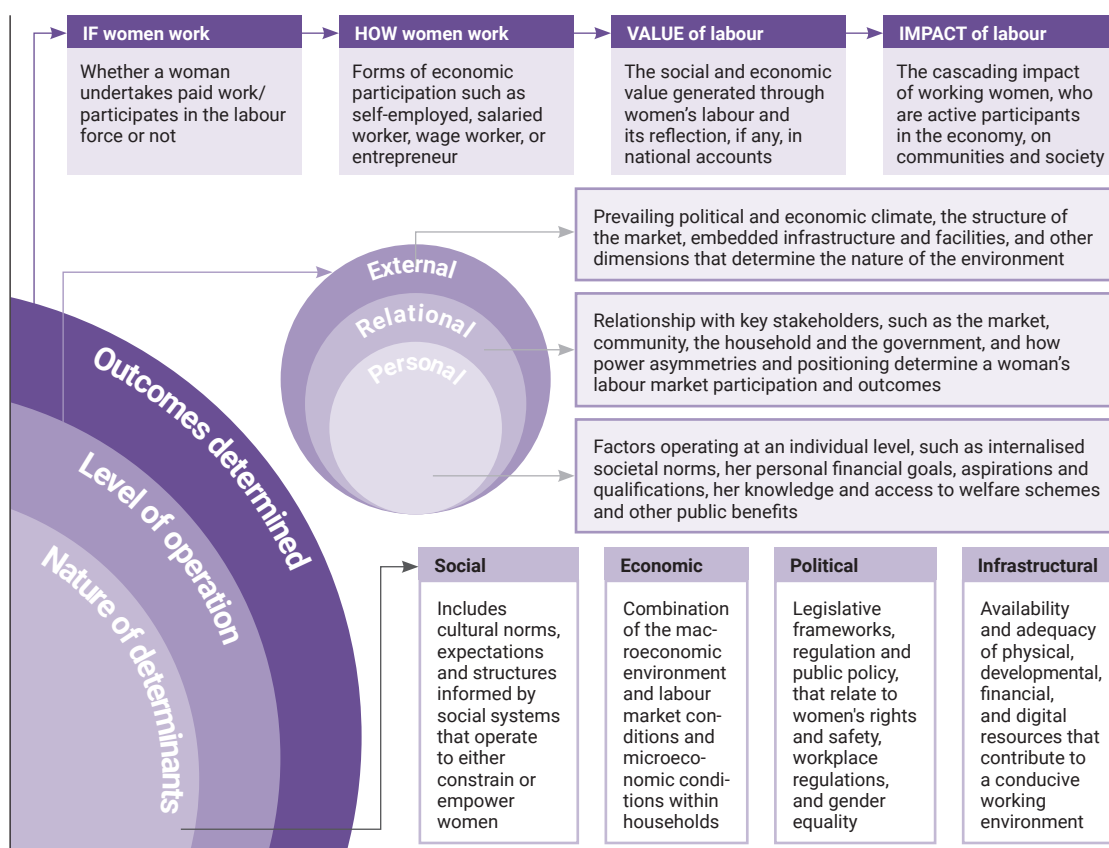 IF women work
Whether a woman
undertakes paid work/
participates in the labour
force or not
HOW women work
Forms of economic
participation such as
self-employed, salaried
worker, wage worker, or
entrepreneur
VALUE of labour
The social and economic
value generated through
women’s labour and
its reflection, if any, in
national accounts
IMPACT of labour
The cascading impact
of working women, who
are active participants
in the economy, on
communities and society
Outcomes determined
Level of operation
Nature of determinants
External
Relational
Personal
Prevailing political and economic climate, the structure of
the market, embedded infrastructure and facilities, and other
dimensions that determine the nature of the environment
Relationship with key stakeholders, such as the market,
community, the household and the government, and how
power asymmetries and positioning determine a woman’s
labour market participation and outcomes
Factors operating at an individual level, such as internalised
societal norms, her personal financial goals, aspirations and
qualifications, her knowledge and access to welfare schemes
and other public benefits
Social
Includes
cultural norms,
expectations
and structures
informed by
social systems
that operate
to either
constrain or
empower
women
Economic
Combination
of the mac-
roeconomic
environment
and labour
market con-
ditions and
microeco-
nomic condi-
tions within
households
Political
Legislative
frameworks,
regulation and
public policy,
that relate to
women's rights
and safety,
workplace
regulations,
and gender
equality
Infrastructural
Availability
and adequacy
of physical,
developmental,
financial,
and digital
resources that
contribute to
a conducive
working
environment